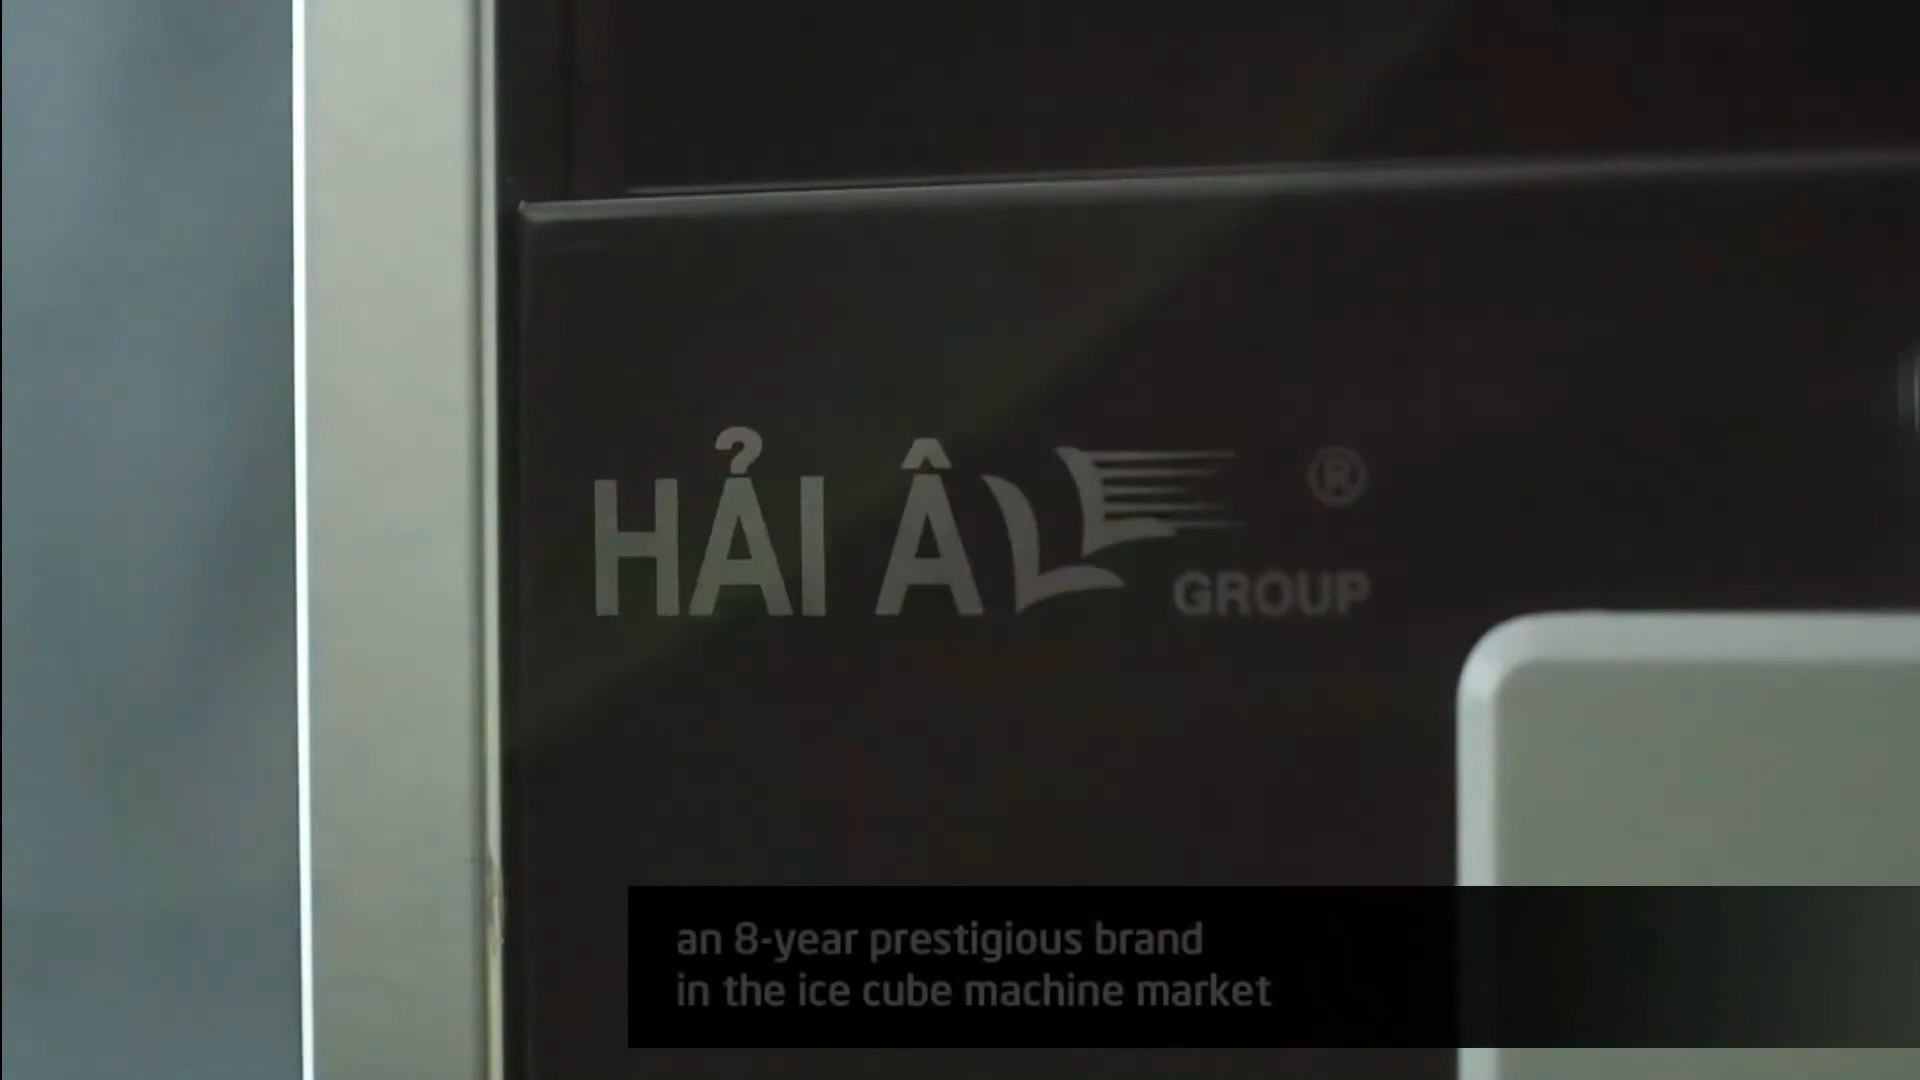 HẢI ÂU ®
GROUP
an 8-year prestigious brand
in the ice cube machine market